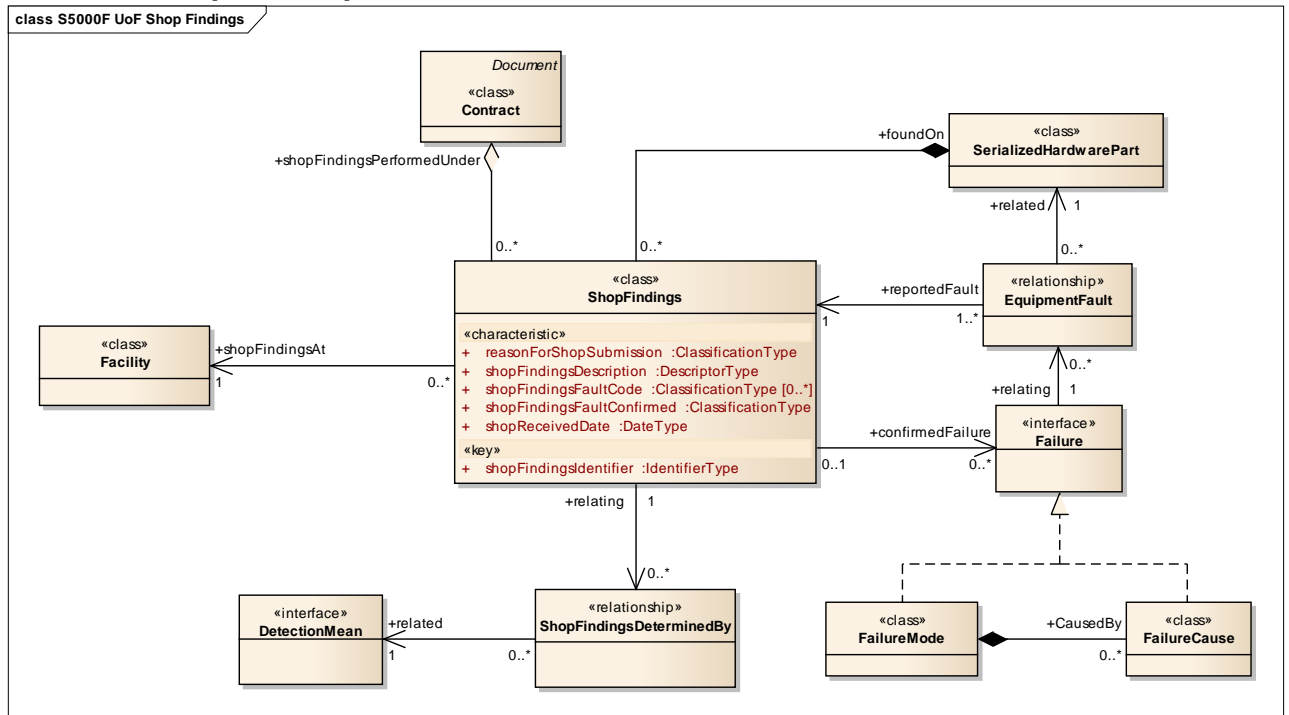 class S5000F UoF Shop Findings
Document
«class»
Contract
+shopFindingsPerformedUnder
0..*
+foundOn
0..*
«class»
SerializedHardwarePart
+related
1
0..*
«class»
ShopFindings
«characteristic»
+ reasonForShopSubmission :ClassificationType
+ shopFindingsDescription :DescriptorType
+ shopFindingsFaultCode :ClassificationType [0..*]
+ shopFindingsFaultConfirmed :ClassificationType
+ shopReceivedDate :DateType
«key»
+ shopFindingsIdentifier :IdentifierType
«relationship»
EquipmentFault
+reportedFault
1
1..*
0..*
+relating
1
«class»
Facility
+shopFindingsAt
1
0..*
«interface»
Failure
+confirmedFailure
0..1
0..*
+relating
1
0..*
«interface»
DetectionMean
+related
1
0..*
«relationship»
ShopFindingsDeterminedBy
«class»
FailureMode
+CausedBy
0..*
«class»
FailureCause